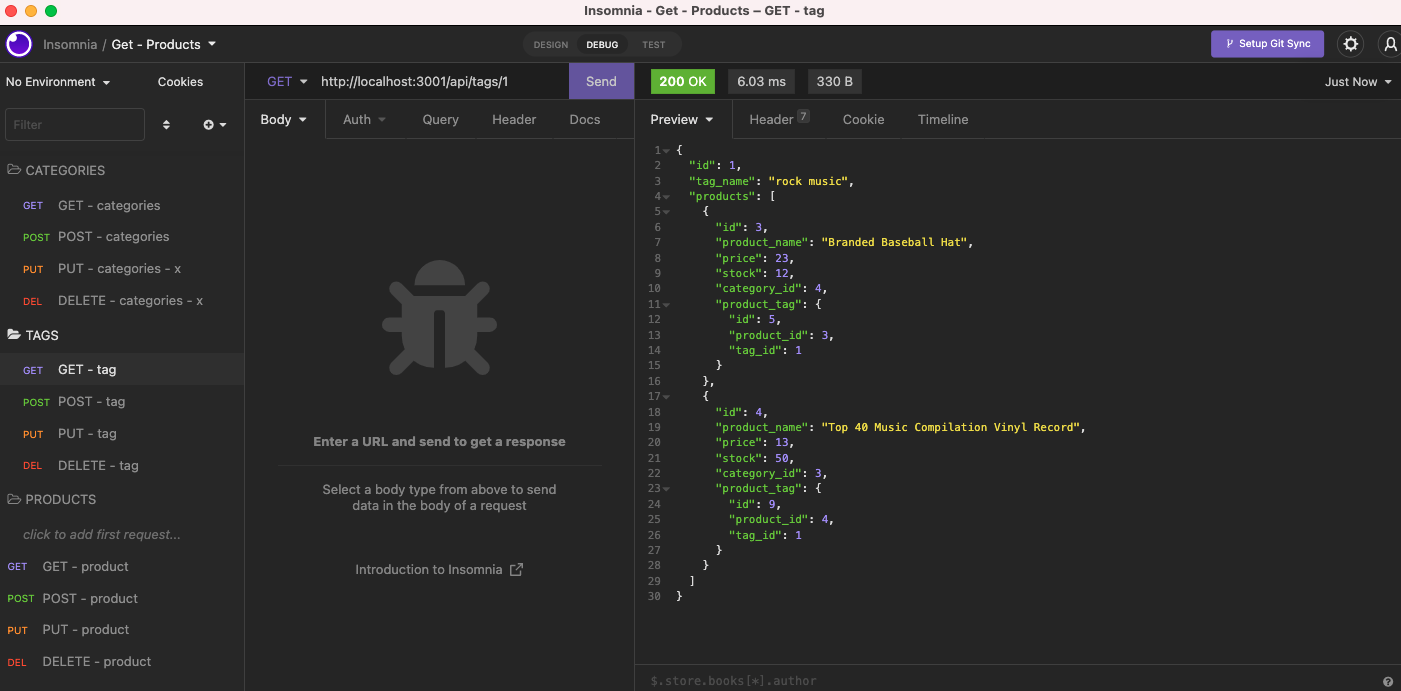 Insomnia - Get - Products – GET - tag
Insomnia / Get - Products
DESIGN DEBUG TEST
Setup Git Sync
No Environment
Cookies
Filter
CATEGORIES
GET GET - categories
POST POST - categories
PUT PUT - categories - x
DEL DELETE - categories - x
TAGS
GET GET - tag
POST POST - tag
PUT PUT - tag
DEL DELETE - tag
PRODUCTS
click to add first request...
GET GET - product
POST POST - product
PUT PUT - product
DEL DELETE - product
GET http://localhost:3001/api/tags/1 Send
Body Auth Query Header Docs
Enter a URL and send to get a response
Select a body type from above to send
data in the body of a request
Introduction to Insomnia
200 OK 6.03 ms 330 B Just Now
Preview Header 7 Cookie Timeline
1 {
2 "id": 1,
3 "tag_name": "rock music",
4 "products": [
5 {
6 "id": 3,
7 "product_name": "Branded Baseball Hat",
8 "price": 23,
9 "stock": 12,
10 "category_id": 4,
11 "product_tag": {
12 "id": 5,
13 "product_id": 3,
14 "tag_id": 1
15 }
16 },
17 {
18 "id": 4,
19 "product_name": "Top 40 Music Compilation Vinyl Record",
20 "price": 13,
21 "stock": 50,
22 "category_id": 3,
23 "product_tag": {
24 "id": 9,
25 "product_id": 4,
26 "tag_id": 1
27 }
28 }
29 ]
30 }
$.store.books[*].author